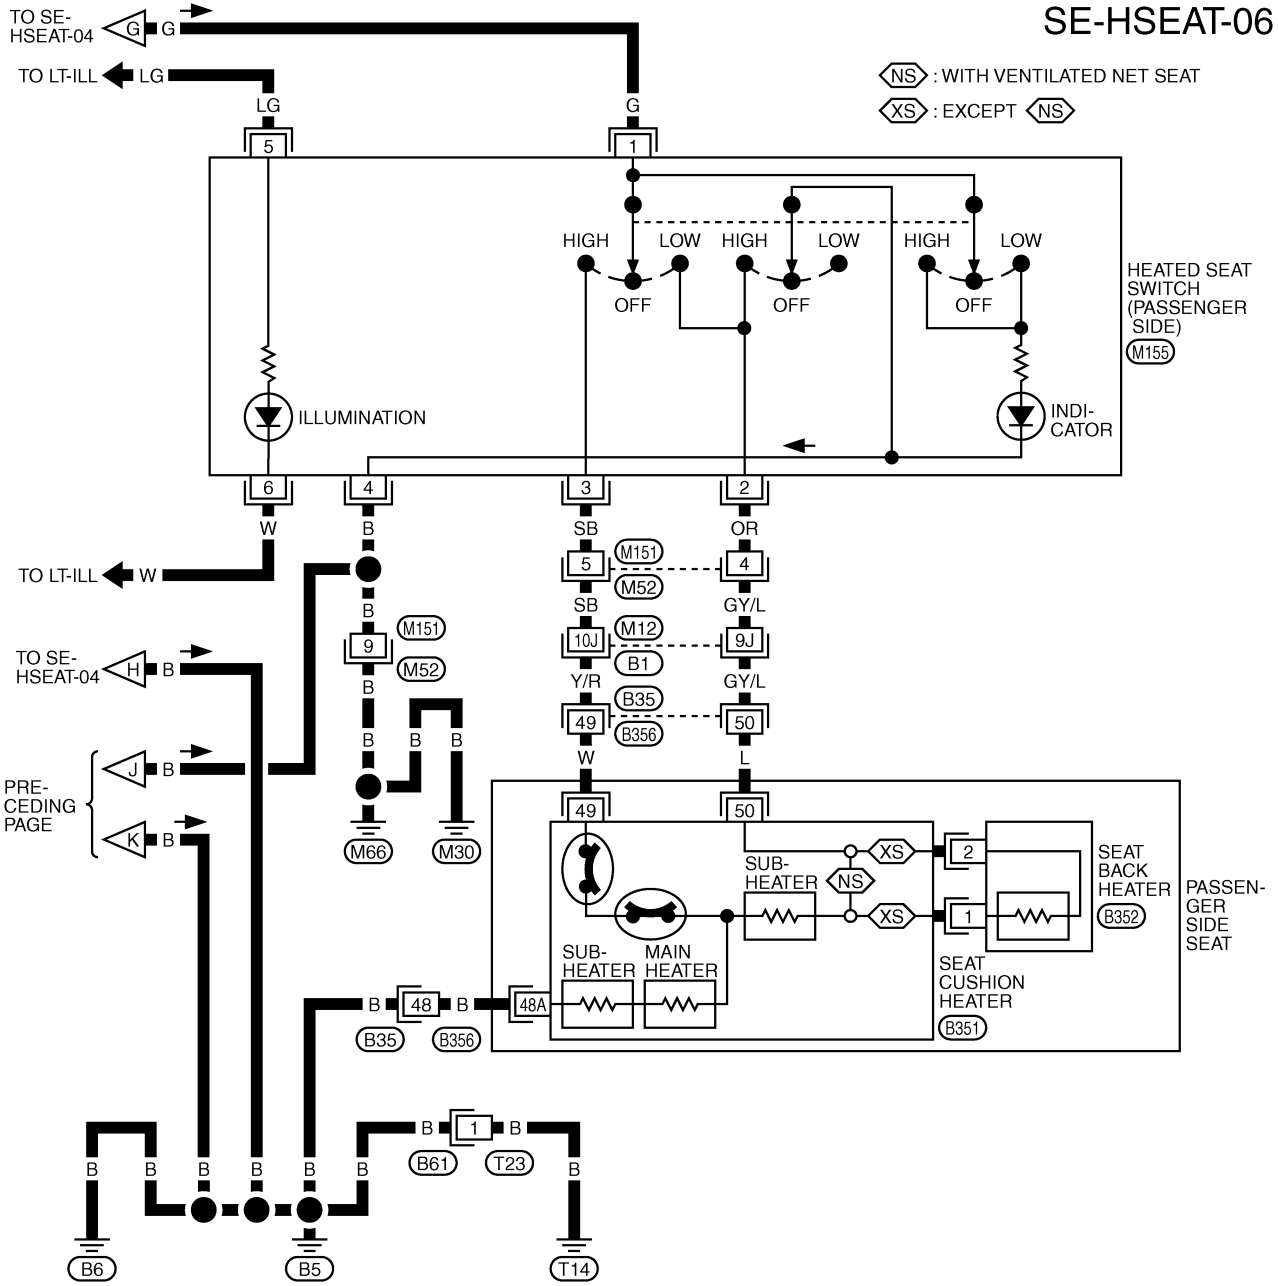 SE-HSEAT-06
TO SE-
HSEAT-04
G G
TO LT-ILL LG
NS : WITH VENTILATED NET SEAT
XS : EXCEPT NS
LG G
5 1
HIGH LOW HIGH LOW HIGH LOW
OFF OFF OFF
HEATED SEAT
SWITCH
(PASSENGER
SIDE)
M155
ILLUMINATION
INDI-
CATOR
6 4 3 2
W B SB OR
5 M151 4
TO LT-ILL W
M52
B SB GY/L
9 M151 10J M12 9J
M52 B1
TO SE-
HSEAT-04
H B
B Y/R GY/L
49 B35 50
B356
B B B
W L
J B
PRE-
CEDING
PAGE
K B
M66 M30
49 50
SUB-
HEATER
XS 2
NS
XS 1
SEAT
BACK
HEATER
B352
PASSEN-
GER
SIDE
SEAT
SUB-
HEATER
MAIN
HEATER
SEAT
CUSHION
HEATER
B351
B 48 B 48A
B35 B356
B 1 B
B61 T23
B B B B B B B
B6 B5 T14